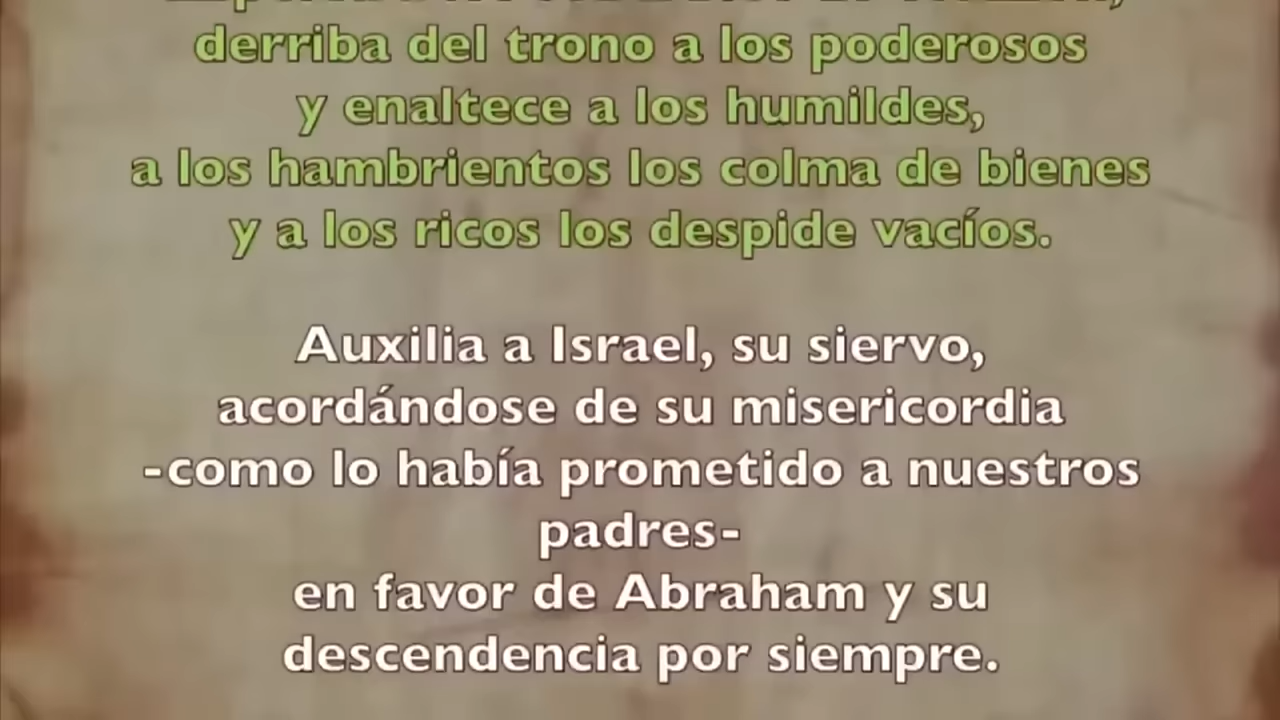 derriba del trono a los poderosos
y enaltece a los humildes,
a los hambrientos los colma de bienes
y a los ricos los despide vacíos.
Auxilia a Israel, su siervo,
acordándose de su misericordia
-como lo había prometido a nuestros
padres-
en favor de Abraham y su
descendencia por siempre.